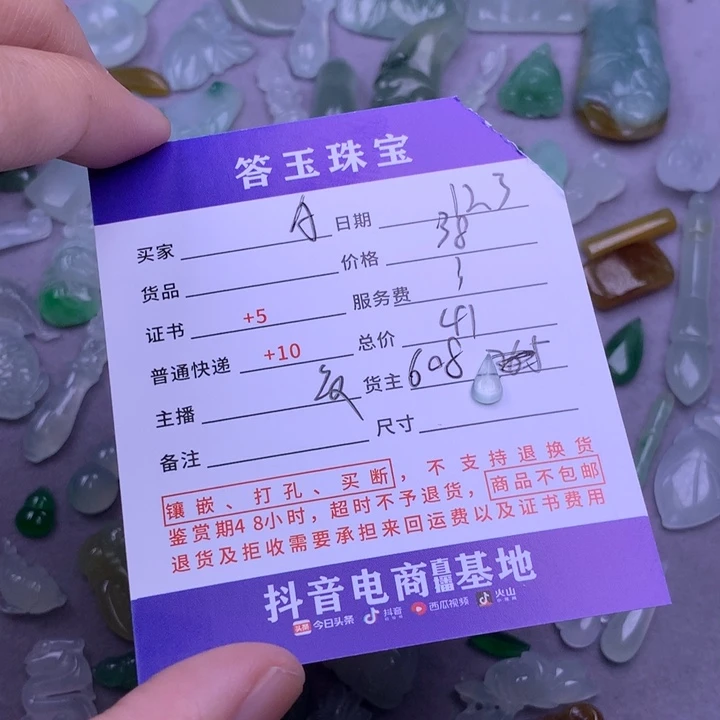 答玉珠宝
买家 日期 123
货品 价格 38
证书 +5 服务费 3
普通快递 +10 总价 41
主播 货主 608
备注 尺寸
镶嵌、打孔、买断，不支持退换货
鉴赏期48小时，超时不予退货，商品不包邮
退货及拒收需要承担来回运费以及证书费用
抖音电商直播基地
头条 今日头条 抖音 西瓜视频 火山